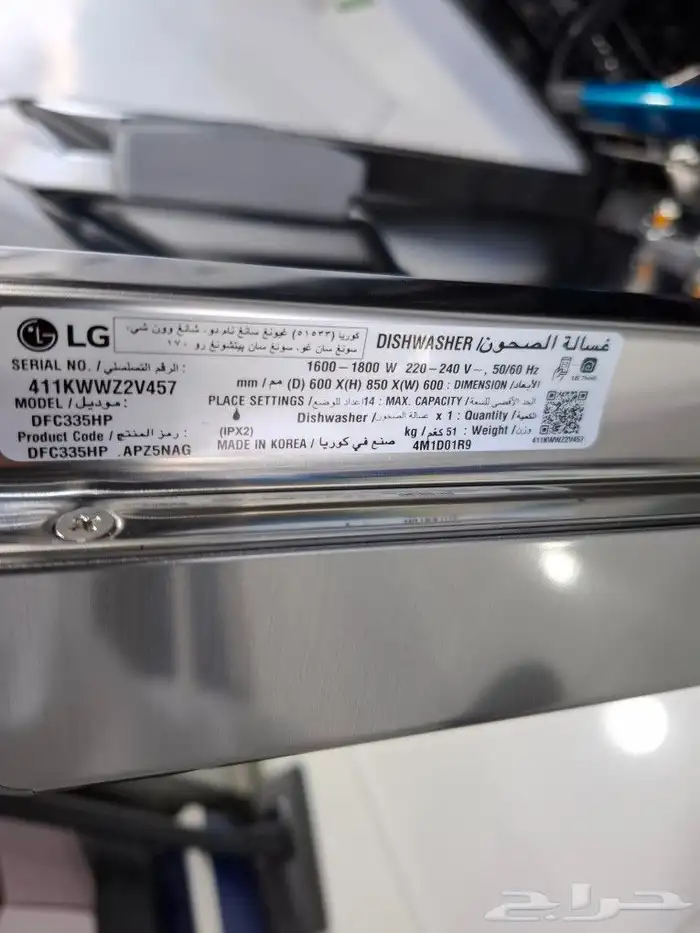 LG
كوريا (٥١٥٣٣) غيونغ سانغ نام دو، شانغ وون شي،
سونغ سان غو، سونغ سان بيتشونغ رو ١٧٠
DISHWASHER / غسالة الصحون
SERIAL NO. / الرقم التسلسلي :
411KWWZ2V457
1600-1800 W 220-240 V~, 50/60 Hz
mm / مم (D) 600 X(H) 850 X(W) 600 : DIMENSION / الأبعاد
MODEL / موديل :
DFC335HP
PLACE SETTINGS / اعداد للوضع 14 : MAX. CAPACITY / الحد الأقصى للسعة
Product Code / رمز المنتج :
DFC335HP .APZ5NAG
Dishwasher / غسالة الصحون x 1 : Quantity / الكمية
(IPX2)
kg / كغم 51 : Weight / وزن
MADE IN KOREA / صنع في كوريا
4M1D01R9
411KWWZ2V457
حراج